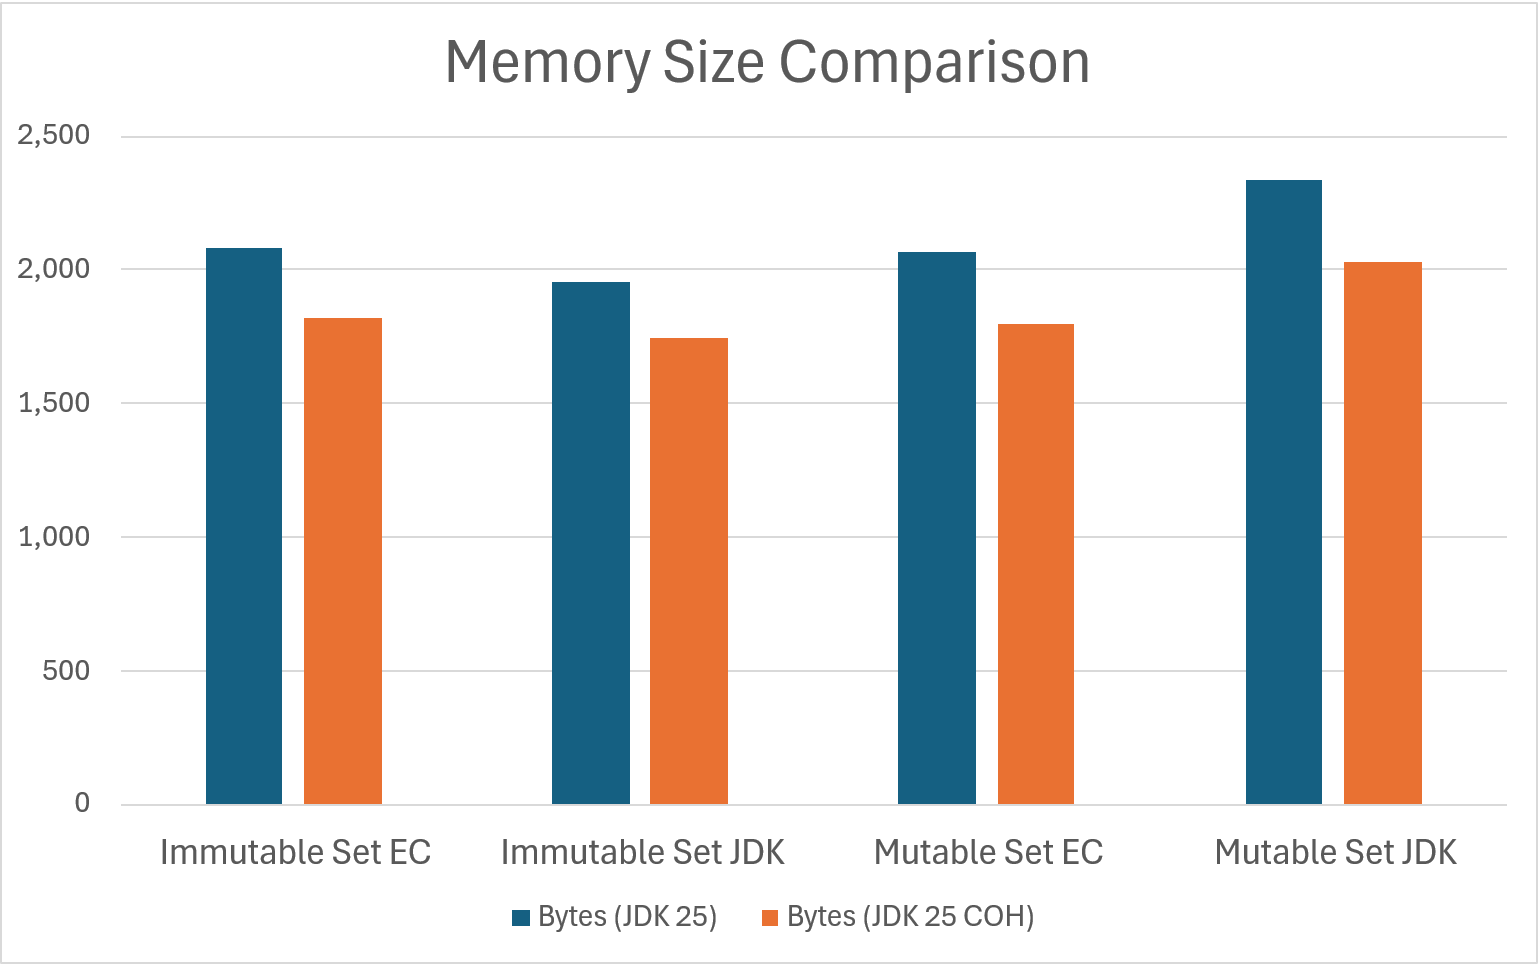 Memory Size Comparison
2,500
2,000
1,500
1,000
500
0
Immutable Set EC
Immutable Set JDK
Mutable Set EC
Mutable Set JDK
Bytes (JDK 25)
Bytes (JDK 25 COH)